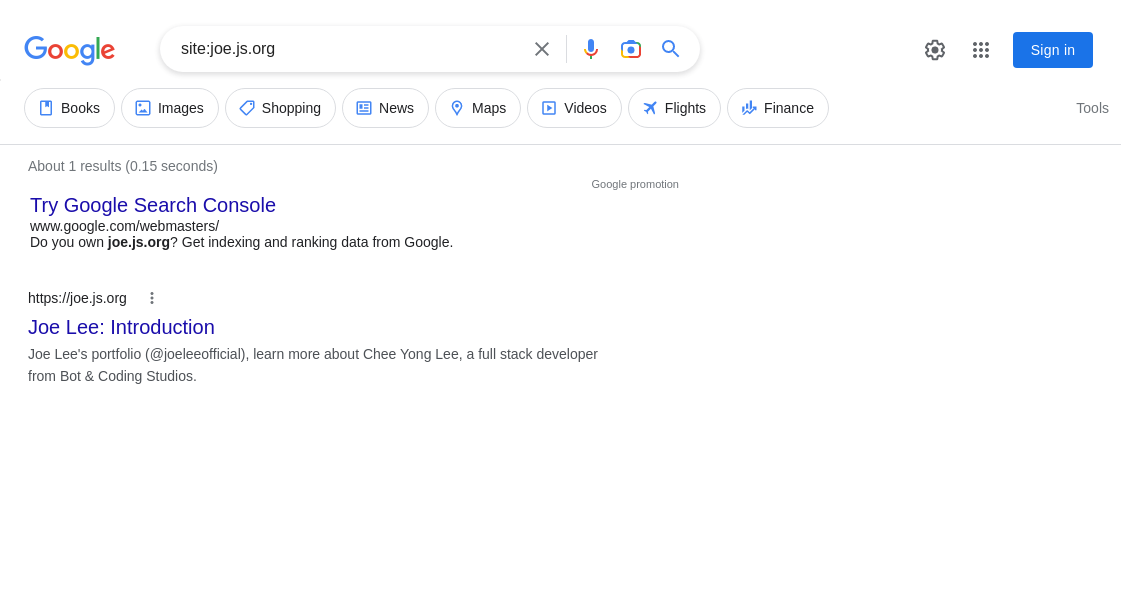 Google
site:joe.js.org
Sign in
Books
Images
Shopping
News
Maps
Videos
Flights
Finance
Tools
About 1 results (0.15 seconds)
Google promotion
Try Google Search Console
www.google.com/webmasters/
Do you own joe.js.org? Get indexing and ranking data from Google.
https://joe.js.org
Joe Lee: Introduction
Joe Lee's portfolio (@joeleeofficial), learn more about Chee Yong Lee, a full stack developer
from Bot & Coding Studios.